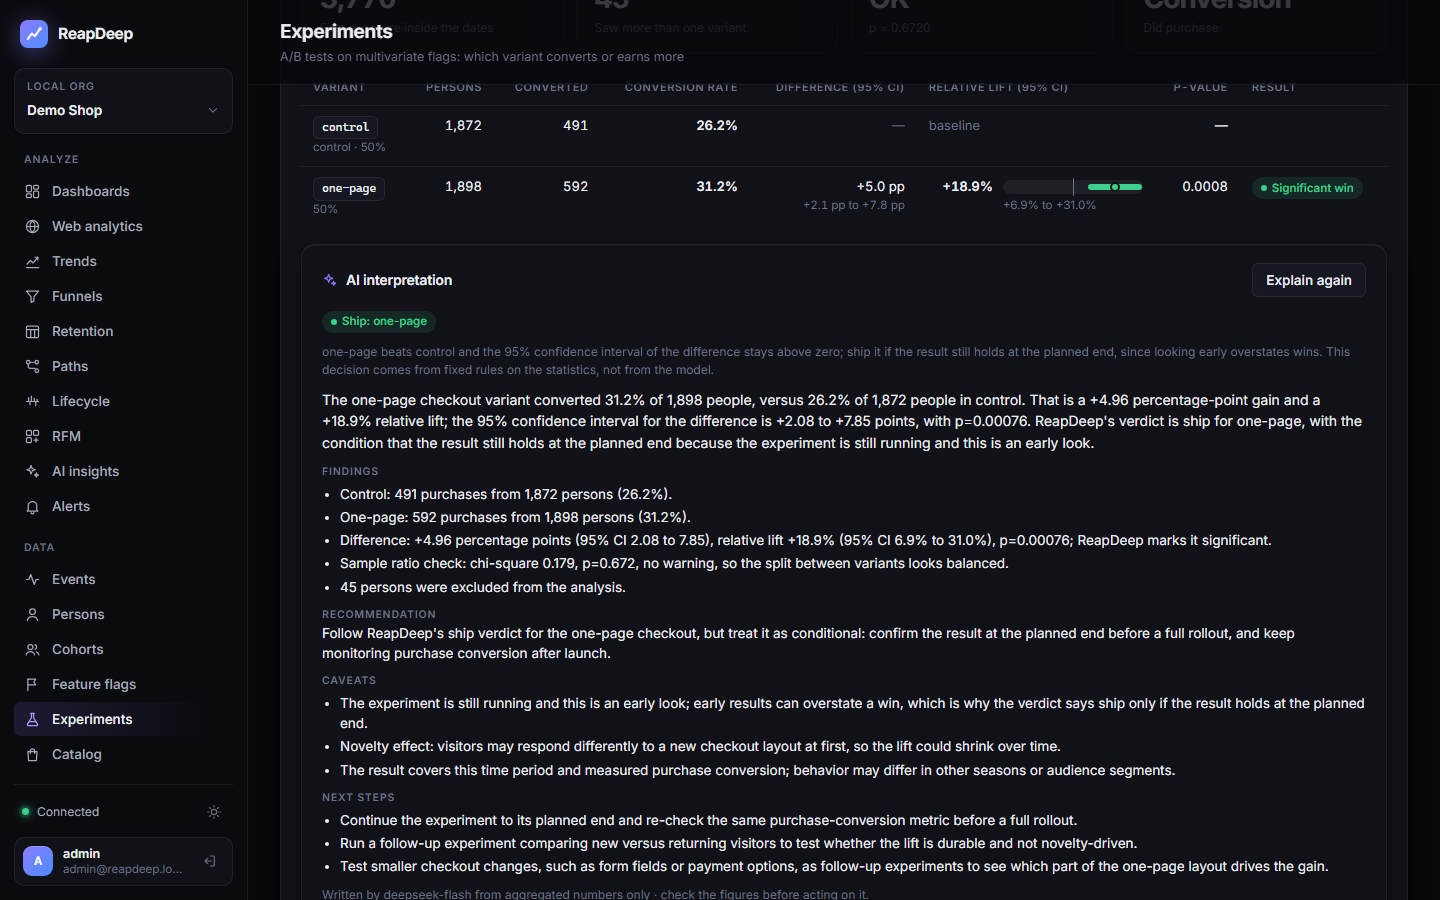 ReapDeep
LOCAL ORG
Demo Shop
ANALYZE
Dashboards
Web analytics
Trends
Funnels
Retention
Paths
Lifecycle
RFM
AI insights
Alerts
DATA
Events
Persons
Cohorts
Feature flags
Experiments
Catalog
Connected
A
admin
admin@reapdeep.lo...
Experiments
A/B tests on multivariate flags: which variant converts or earns more
3,770
inside the dates
45
Saw more than one variant
OK
p = 0.6720
Conversion
Did purchase
VARIANT PERSONS CONVERTED CONVERSION RATE DIFFERENCE (95% CI) RELATIVE LIFT (95% CI) P-VALUE RESULT
control 1,872 491 26.2% — baseline —
control · 50%
one-page 1,898 592 31.2% +5.0 pp +18.9% 0.0008 Significant win
50% +2.1 pp to +7.8 pp +6.9% to +31.0%
AI interpretation
Explain again
Ship: one-page
one-page beats control and the 95% confidence interval of the difference stays above zero; ship it if the result still holds at the planned end, since looking early overstates wins. This
decision comes from fixed rules on the statistics, not from the model.
The one-page checkout variant converted 31.2% of 1,898 people, versus 26.2% of 1,872 people in control. That is a +4.96 percentage-point gain and a
+18.9% relative lift; the 95% confidence interval for the difference is +2.08 to +7.85 points, with p=0.00076. ReapDeep's verdict is ship for one-page, with the
condition that the result still holds at the planned end because the experiment is still running and this is an early look.
FINDINGS
• Control: 491 purchases from 1,872 persons (26.2%).
• One-page: 592 purchases from 1,898 persons (31.2%).
• Difference: +4.96 percentage points (95% CI 2.08 to 7.85), relative lift +18.9% (95% CI 6.9% to 31.0%), p=0.00076; ReapDeep marks it significant.
• Sample ratio check: chi-square 0.179, p=0.672, no warning, so the split between variants looks balanced.
• 45 persons were excluded from the analysis.
RECOMMENDATION
Follow ReapDeep's ship verdict for the one-page checkout, but treat it as conditional: confirm the result at the planned end before a full rollout, and keep
monitoring purchase conversion after launch.
CAVEATS
• The experiment is still running and this is an early look; early results can overstate a win, which is why the verdict says ship only if the result holds at the planned
end.
• Novelty effect: visitors may respond differently to a new checkout layout at first, so the lift could shrink over time.
• The result covers this time period and measured purchase conversion; behavior may differ in other seasons or audience segments.
NEXT STEPS
• Continue the experiment to its planned end and re-check the same purchase-conversion metric before a full rollout.
• Run a follow-up experiment comparing new versus returning visitors to test whether the lift is durable and not novelty-driven.
• Test smaller checkout changes, such as form fields or payment options, as follow-up experiments to see which part of the one-page layout drives the gain.
Written by deepseek-flash from aggregated numbers only · check the figures before acting on it.